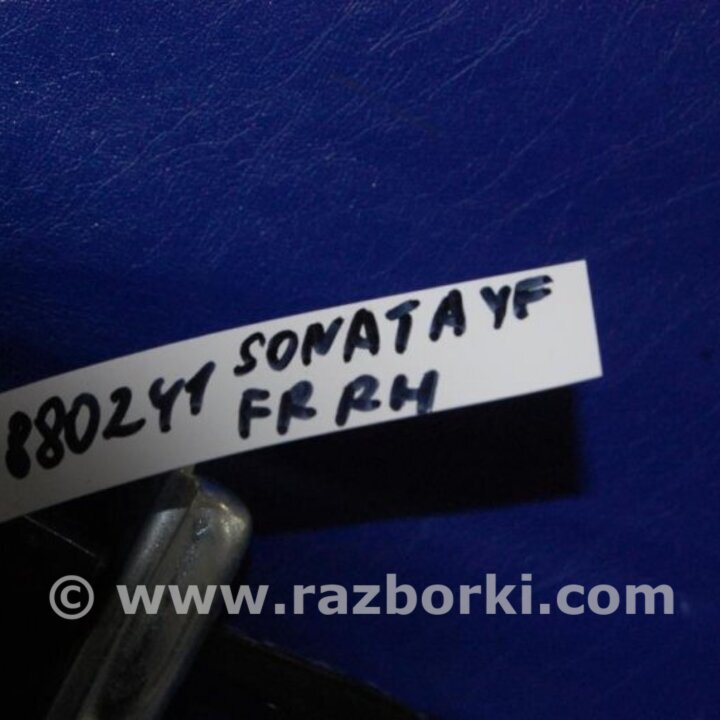 SONATA YF
880241 FR RH
© www.razborki.com